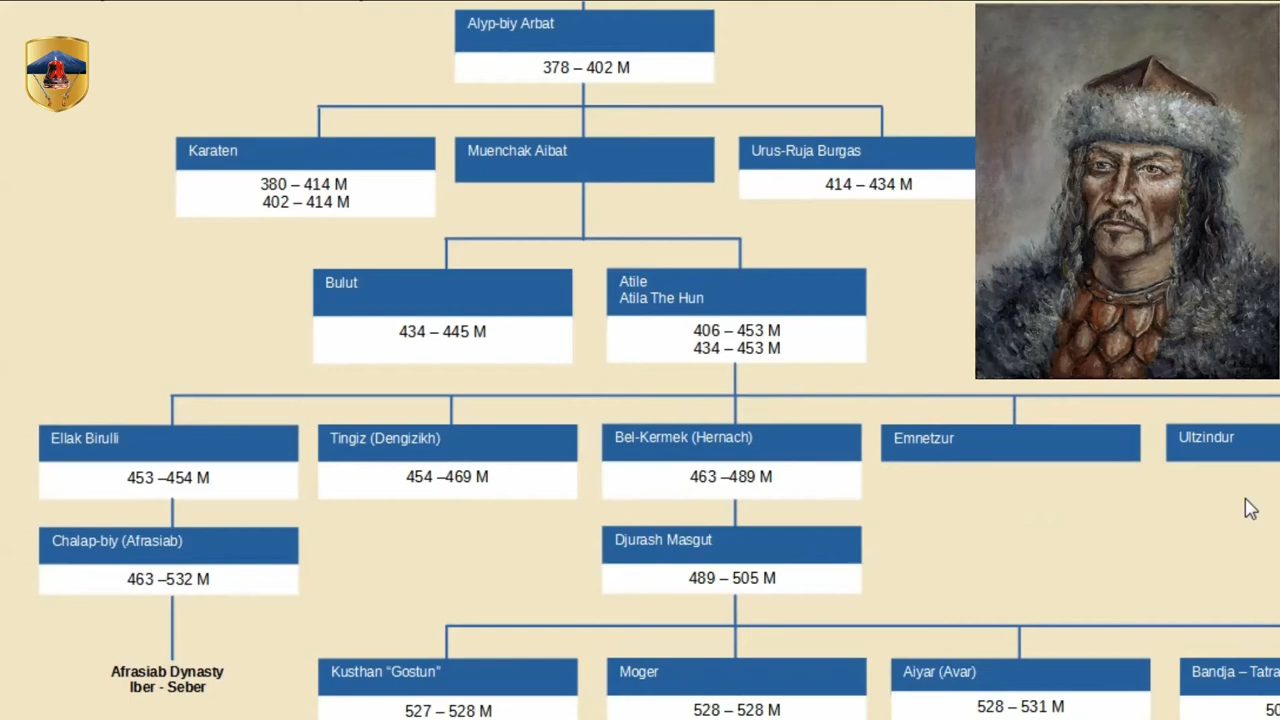 Alyp-biy Arbat
378 – 402 M
Karaten
380 – 414 M
402 – 414 M
Muenchak Aibat
Urus-Ruja Burgas
414 – 434 M
Bulut
434 – 445 M
Atile
Atila The Hun
406 – 453 M
434 – 453 M
Ellak Birulli
453 –454 M
Tingiz (Dengizikh)
454 –469 M
Bel-Kermek (Hernach)
463 –489 M
Emnetzur
Ultzindur
Chalap-biy (Afrasiab)
463 –532 M
Djurash Masgut
489 – 505 M
Afrasiab Dynasty
Iber - Seber
Kusthan “Gostun”
527 – 528 M
Moger
528 – 528 M
Aiyar (Avar)
528 – 531 M
Bandja – Tatra
50